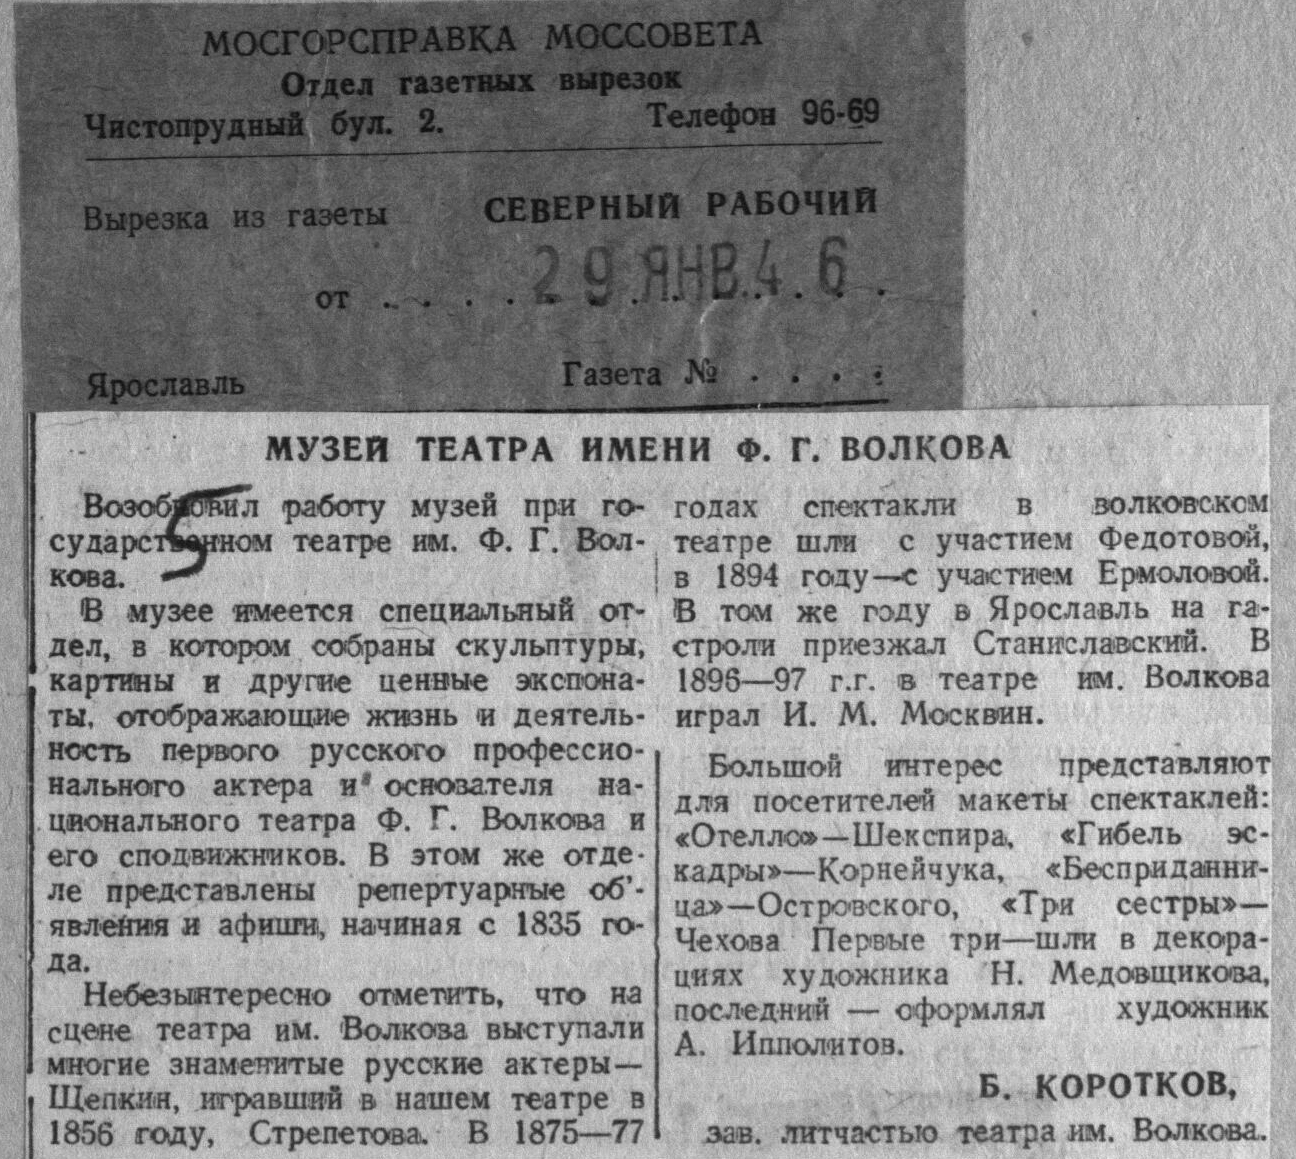 МОСГОРСПРАВКА МОССОВЕТА
Отдел газетных вырезок
Чистопрудный бул. 2. Телефон 96-69
Вырезка из газеты СЕВЕРНЫЙ РАБОЧИЙ
от . . . . 29 ЯНВ. 4 6
Ярославль Газета № . . . .
МУЗЕЙ ТЕАТРА ИМЕНИ Ф. Г. ВОЛКОВА
5
Возобновил работу музей при го-
сударственном театре им. Ф. Г. Вол-
кова.
В музее имеется специальный от-
дел, в котором собраны скульптуры,
картины и другие ценные экспона-
ты, отображающие жизнь и деятель-
ность первого русского профессио-
нального актера и основателя на-
ционального театра Ф. Г. Волкова и
его сподвижников. В этом же отде-
ле представлены репертуарные об'-
явления и афиши, начиная с 1835 го-
да.
Небезынтересно отметить, что на
сцене театра им. Волкова выступали
многие знаменитые русские актеры—
Щепкин, игравший в нашем театре в
1856 году, Стрепетова. В 1875—77
годах спектакли в волковском
театре шли с участием Федотовой,
в 1894 году—с участием Ермоловой.
В том же году в Ярославль на га-
строли приезжал Станиславский. В
1896—97 г.г. в театре им. Волкова
играл И. М. Москвин.
Большой интерес представляют
для посетителей макеты спектаклей:
«Отелло»—Шекспира, «Гибель эс-
кадры»—Корнейчука, «Бесприданни-
ца»—Островского, «Три сестры»—
Чехова Первые три—шли в декора-
циях художника Н. Медовщикова,
последний — оформлял художник
А. Ипполитов.
Б. КОРОТКОВ,
зав. литчастью театра им. Волкова.